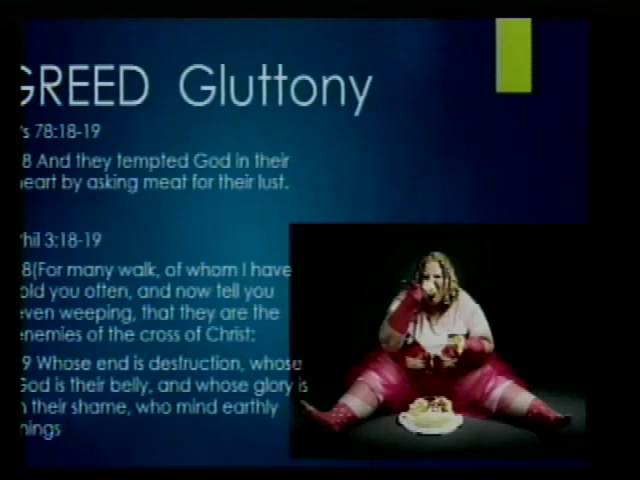 GREED Gluttony
's 78:18-19
8 And they tempted God in their
heart by asking meat for their lust.
hil 3:18-19
8(For many walk, of whom I have
old you often, and now tell you
even weeping, that they are the
enemies of the cross of Christ:
9 Whose end is destruction, whose
God is their belly, and whose glory is
n their shame, who mind earthly
hings